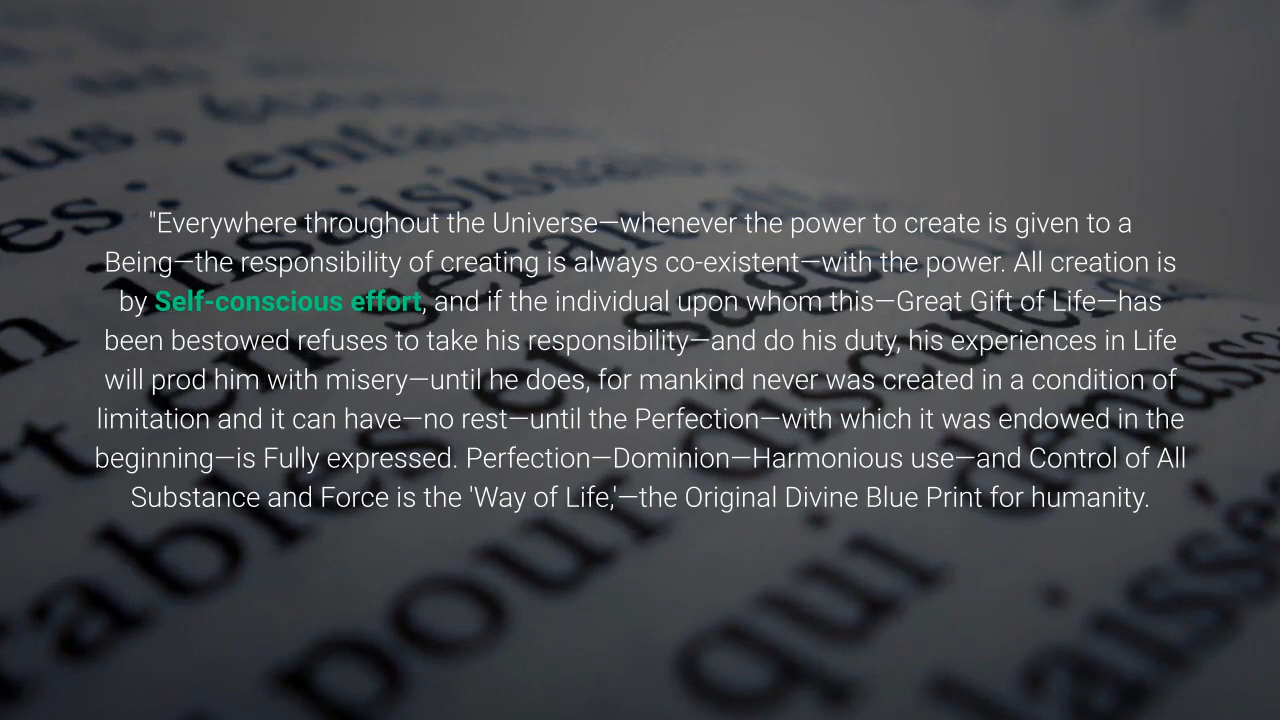 "Everywhere throughout the Universe—whenever the power to create is given to a
Being—the responsibility of creating is always co-existent—with the power. All creation is
by Self-conscious effort, and if the individual upon whom this—Great Gift of Life—has
been bestowed refuses to take his responsibility—and do his duty, his experiences in Life
will prod him with misery—until he does, for mankind never was created in a condition of
limitation and it can have—no rest—until the Perfection—with which it was endowed in the
beginning—is Fully expressed. Perfection—Dominion—Harmonious use—and Control of All
Substance and Force is the 'Way of Life,'—the Original Divine Blue Print for humanity.
es:
qui
pour